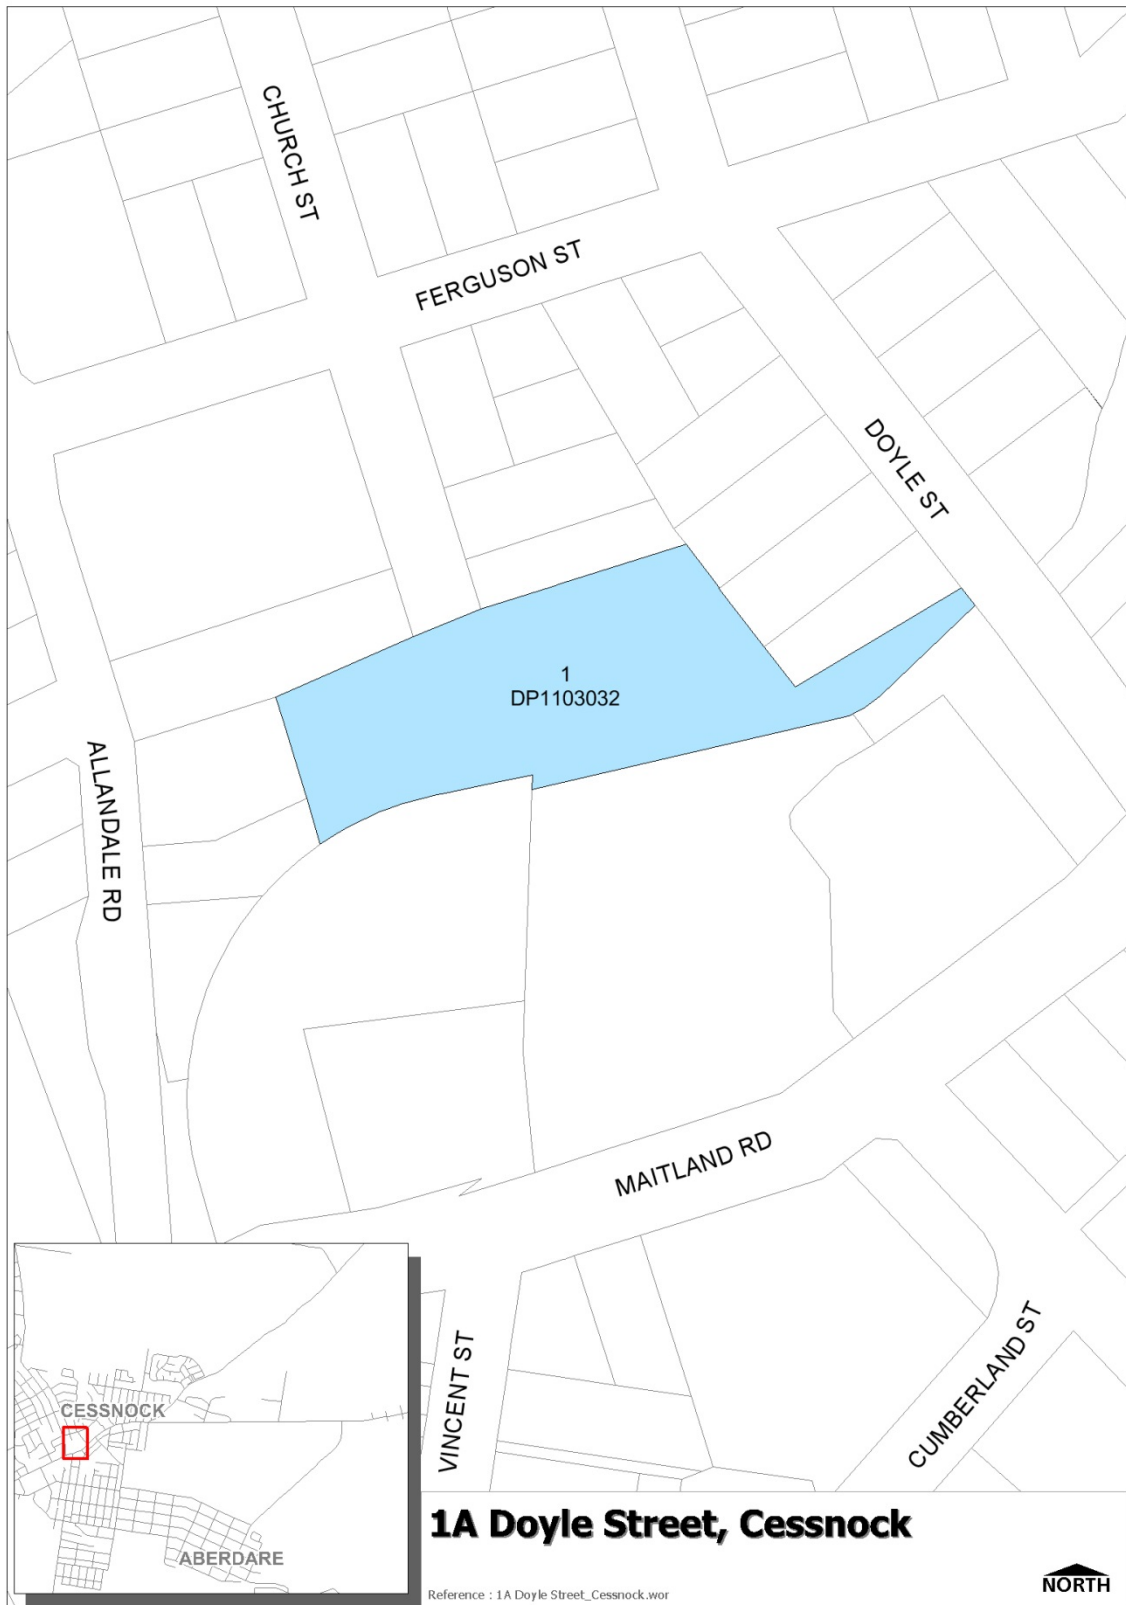 CHURCH ST
FERGUSON ST
DOYLE ST
1
DP1103032
ALLANDALE RD
MAITLAND RD
VINCENT ST
CUMBERLAND ST
CESSNOCK
ABERDARE
1A Doyle Street, Cessnock
Reference : 1A Doyle Street_Cessnock.wor
NORTH